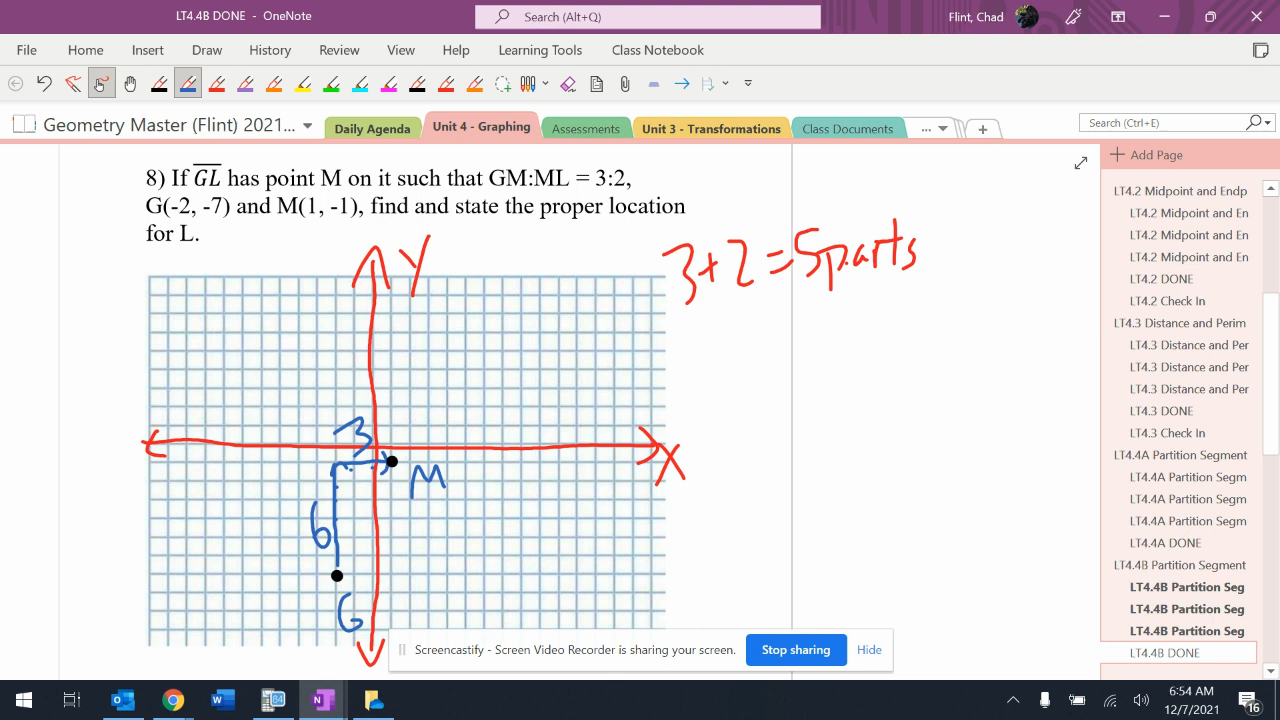 LT4.4B DONE - OneNote
Search (Alt+Q)
Flint, Chad
File Home Insert Draw History Review View Help Learning Tools Class Notebook
Geometry Master (Flint) 2021...
Daily Agenda
Unit 4 - Graphing
Assessments
Unit 3 - Transformations
Class Documents
...
Search (Ctrl+E)
8) If GL has point M on it such that GM:ML = 3:2,
G(-2, -7) and M(1, -1), find and state the proper location
for L.
3+2=5parts
Y
3
X
M
6
G
Add Page
LT4.2 Midpoint and Endp
LT4.2 Midpoint and En
LT4.2 Midpoint and En
LT4.2 Midpoint and En
LT4.2 DONE
LT4.2 Check In
LT4.3 Distance and Perim
LT4.3 Distance and Per
LT4.3 Distance and Per
LT4.3 Distance and Per
LT4.3 DONE
LT4.3 Check In
LT4.4A Partition Segment
LT4.4A Partition Segm
LT4.4A Partition Segm
LT4.4A Partition Segm
LT4.4A DONE
LT4.4B Partition Segment
LT4.4B Partition Seg
LT4.4B Partition Seg
LT4.4B Partition Seg
LT4.4B DONE
Screencastify - Screen Video Recorder is sharing your screen.
Stop sharing
Hide
84
6:54 AM
12/7/2021
16